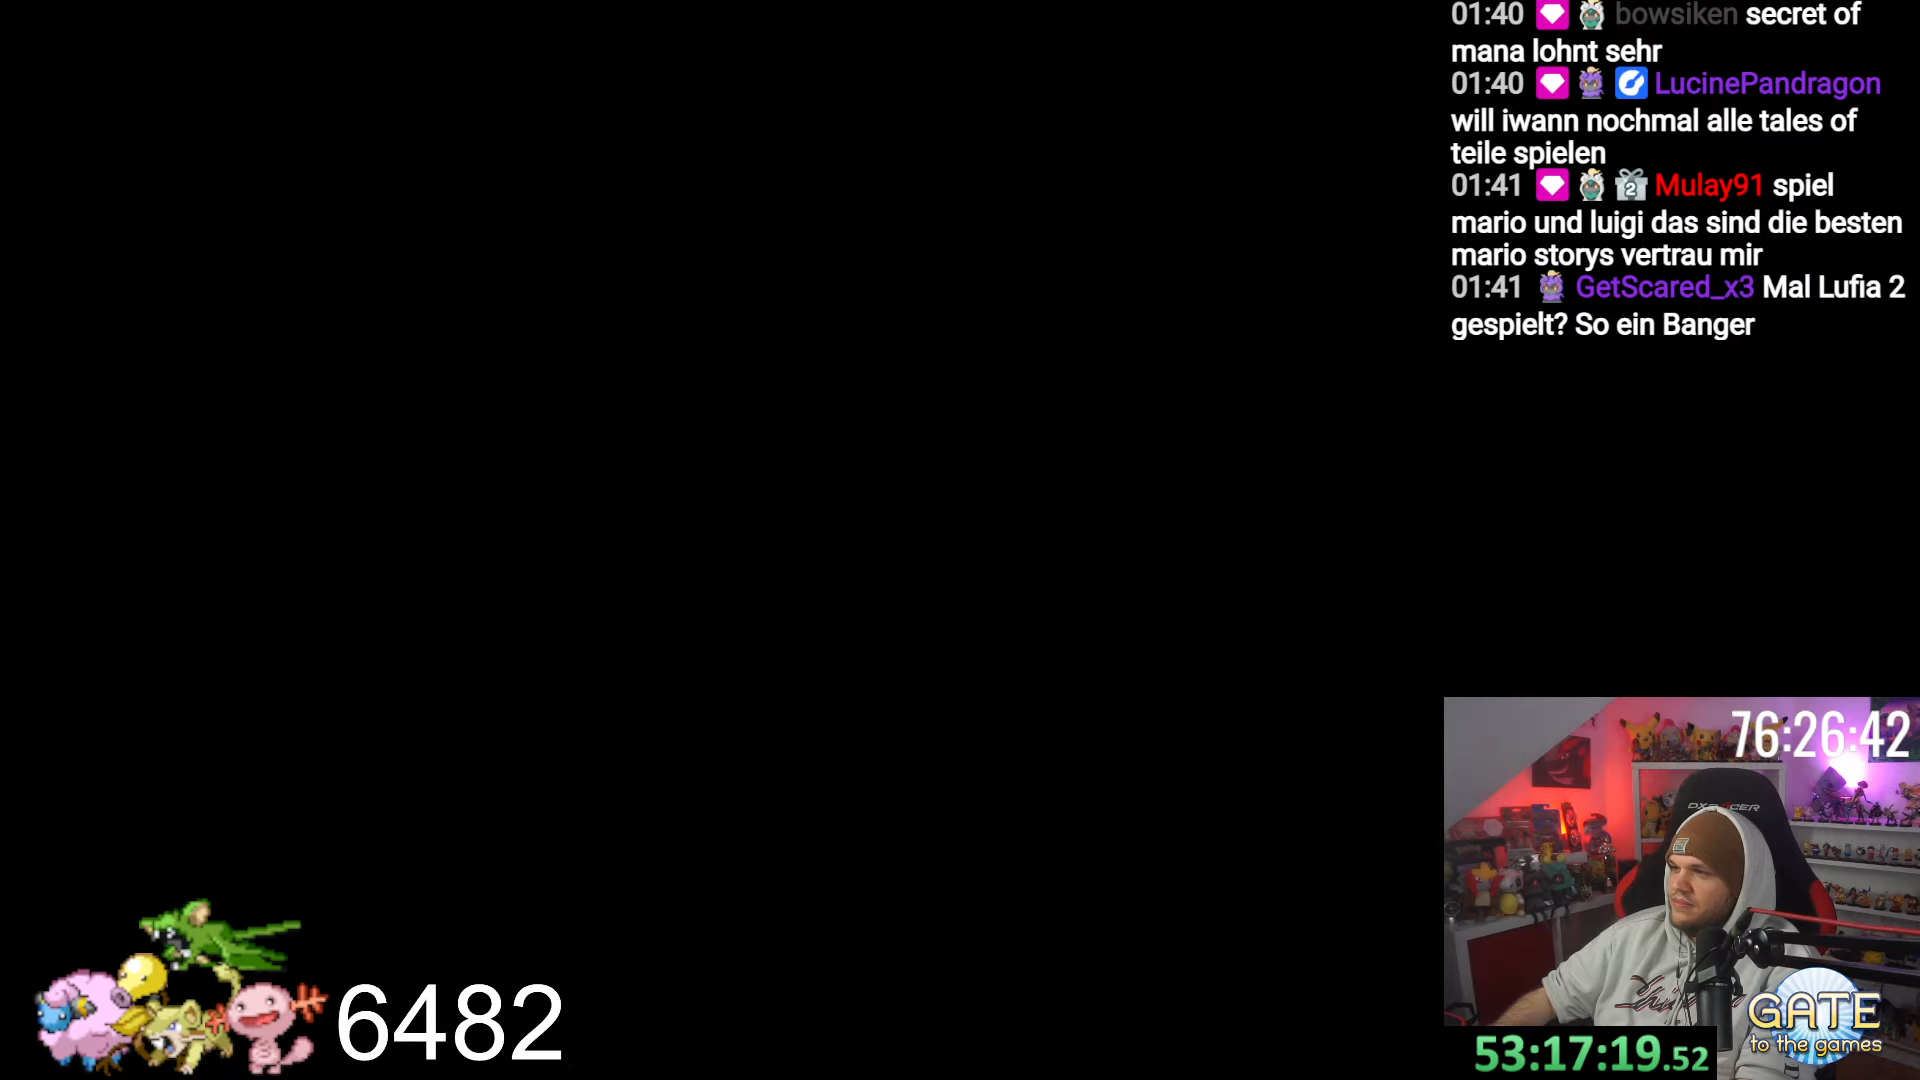 01:40 bowsiken secret of
mana lohnt sehr
01:40 LucinePandragon
will iwann nochmal alle tales of
teile spielen
01:41 2 Mulay91 spiel
mario und luigi das sind die besten
mario storys vertrau mir
01:41 GetScared_x3 Mal Lufia 2
gespielt? So ein Banger
76:26:42
DXRACER
6482
GATE
to the games
53:17:19.52